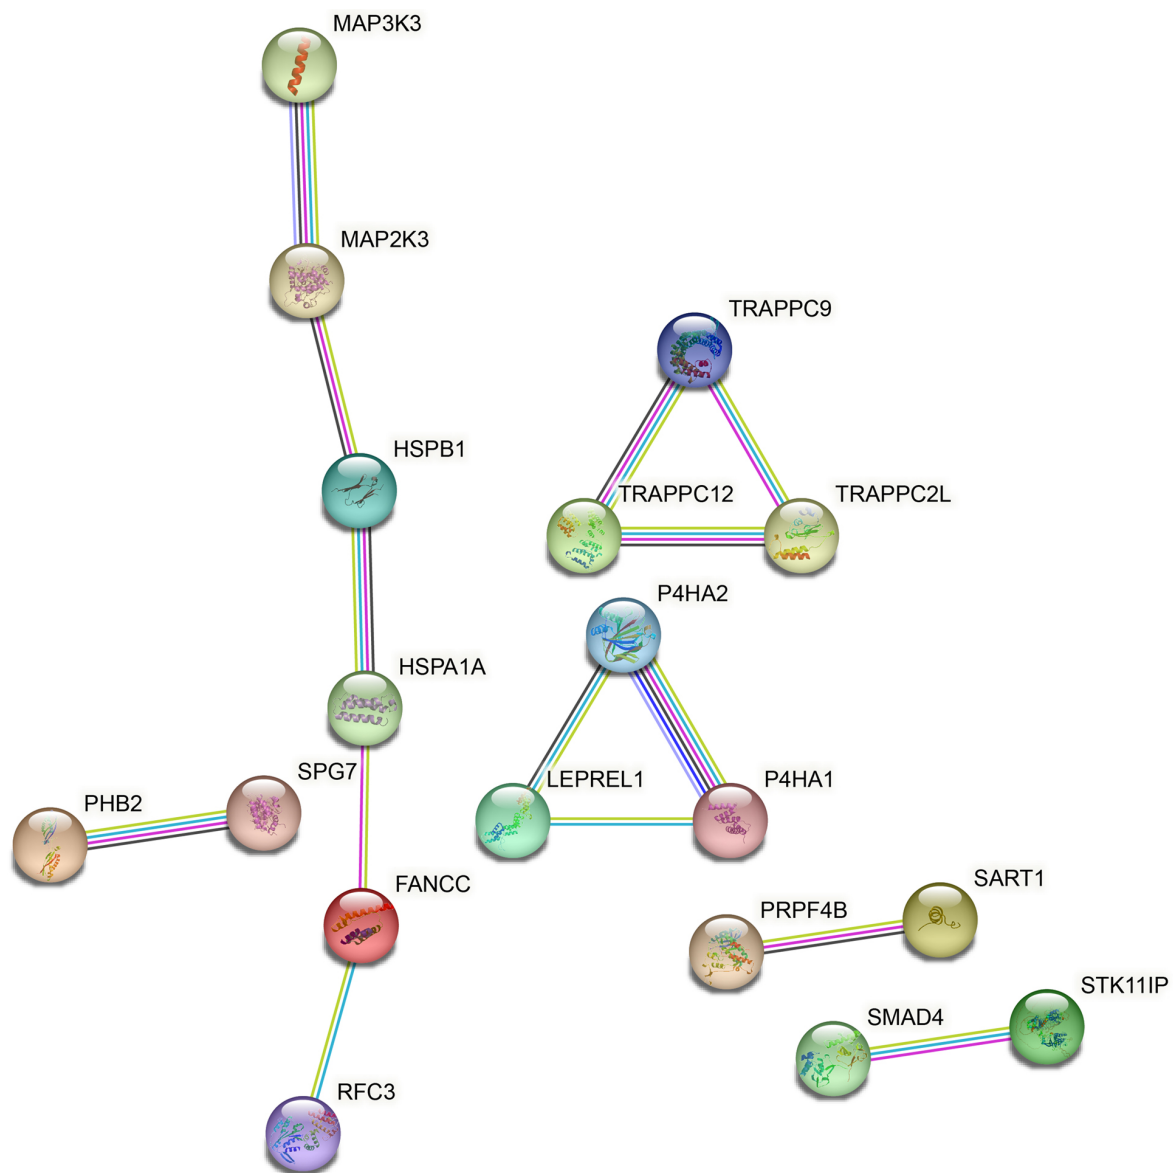 MAP3K3
MAP2K3
TRAPPC9
HSPB1
TRAPPC12
TRAPPC2L
P4HA2
HSPA1A
SPG7
LEPREL1
P4HA1
PHB2
FANCC
SART1
PRPF4B
STK11IP
SMAD4
RFC3